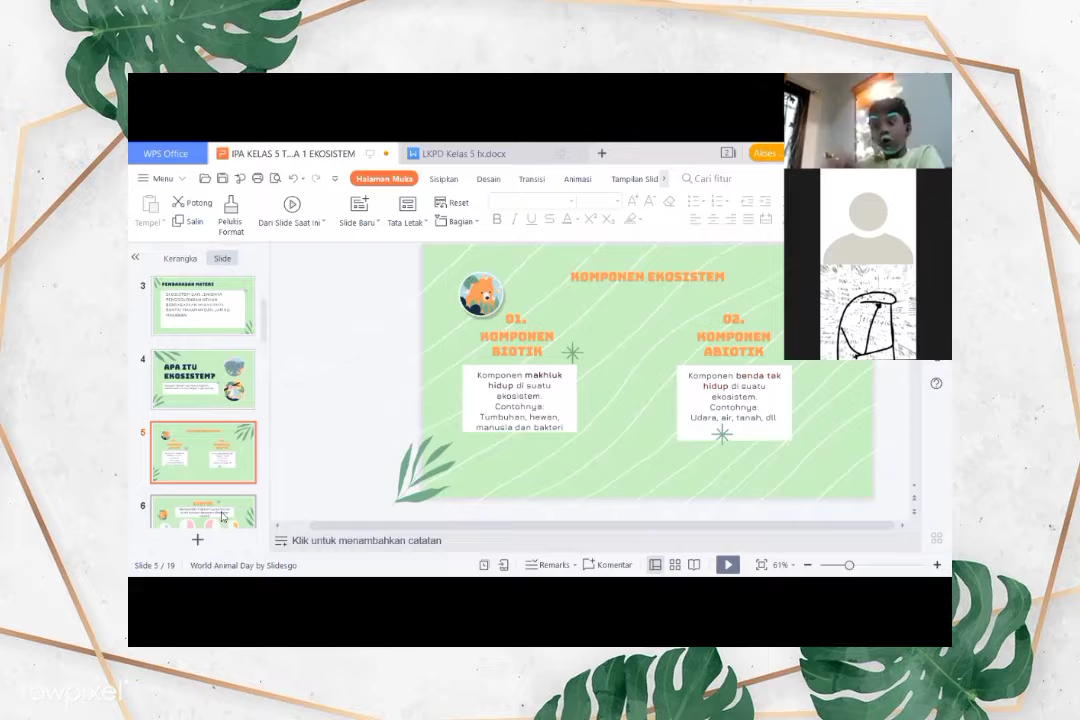 WPS Office
IPA KELAS 5 T...A 1 EKOSISTEM
LKPD Kelas 5 fx.docx
Akses
Menu
Halaman Muka
Sisipkan
Desain
Transisi
Animasi
Tampilan Slid
Cari fitur
Tempel
Potong
Salin
Pelukis
Format
Dari Slide Saat Ini
Slide Baru
Tata Letak
Reset
Bagian
Kerangka
Slide
3
PEMBAHASAN MATERI
4
APA ITU
EKOSISTEM?
5
6
KOMPONEN EKOSISTEM
01.
KOMPONEN
BIOTIK
Komponen makhluk
hidup di suatu
ekosistem.
Contohnya:
Tumbuhan, hewan,
manusia dan bakteri
02.
KOMPONEN
ABIOTIK
Komponen benda tak
hidup di suatu
ekosistem.
Contohnya:
Udara, air, tanah, dll
Klik untuk menambahkan catatan
Slide 5 / 19
World Animal Day by Slidesgo
Remarks
Komentar
61%
rawpixel